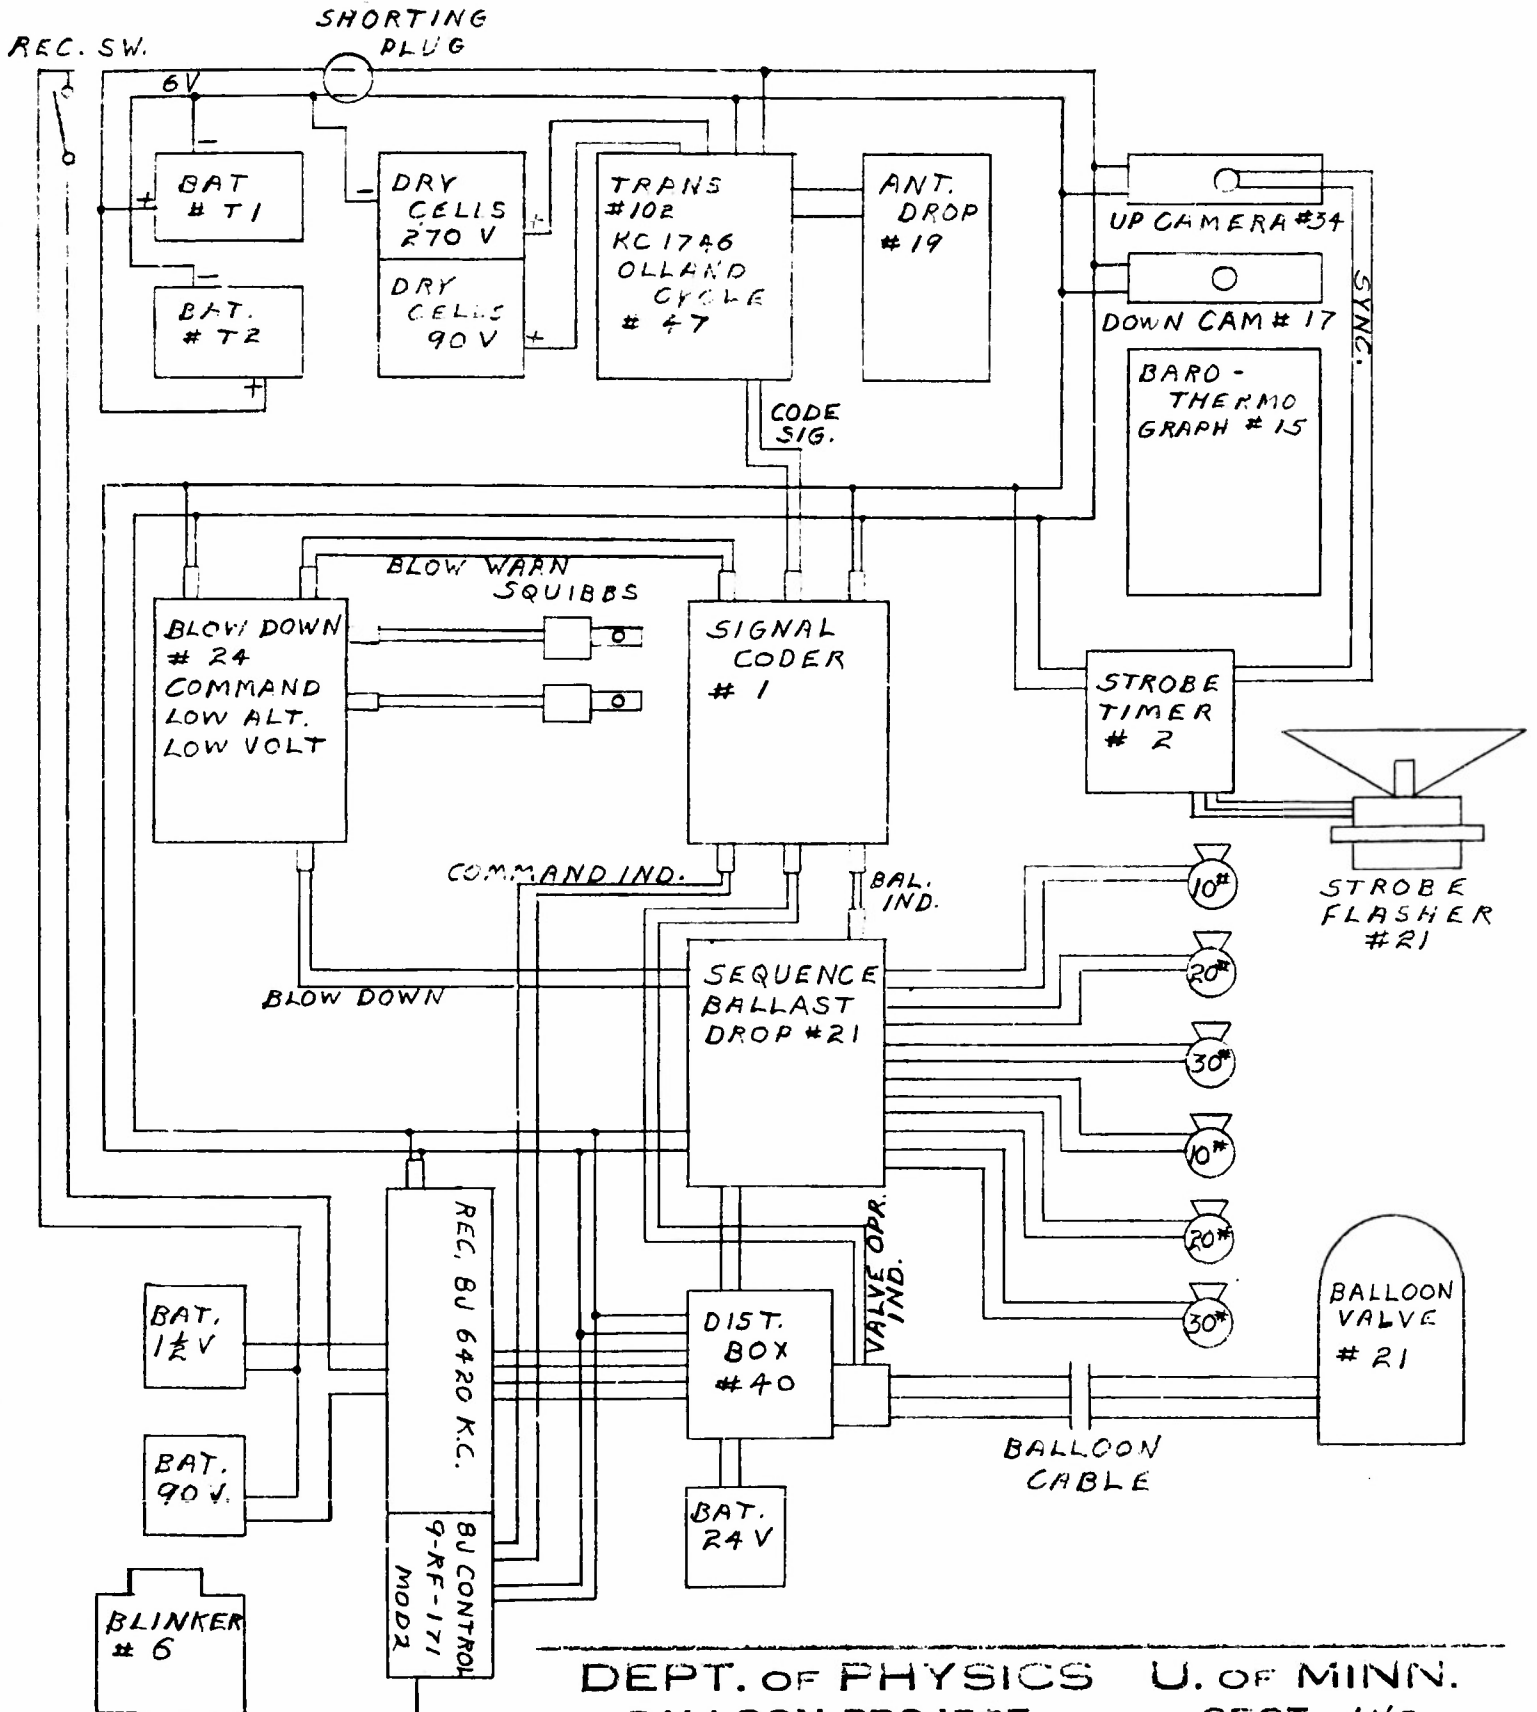 SHORTING
PLUG
REC. SW.
6V
BAT
# T1
BAT.
# T2
DRY
CELLS
270 V
DRY
CELLS
90 V
TRANS
#102
KC 1746
OLLAND
CYCLE
# 47
ANT.
DROP
# 19
UP CAMERA #34
DOWN CAM # 17
SYNC.
BARO-
THERMO
GRAPH # 15
CODE
SIG.
BLOW WARN
SQUIBBS
BLOW DOWN
# 24
COMMAND
LOW ALT.
LOW VOLT
SIGNAL
CODER
# 1
STROBE
TIMER
# 2
STROBE
FLASHER
#21
COMMAND IND.
BAL.
IND.
BLOW DOWN
SEQUENCE
BALLAST
DROP #21
10#
20#
30#
10#
20#
30#
VALVE OPR.
IND.
REC. BJ 6420 K.C.
BJ CONTROL
9-RF-171
MOD2
BAT.
1½ V
BAT.
90 V.
DIST.
BOX
#40
BAT.
24 V
BALLOON
CABLE
BALLOON
VALVE
# 21
BLINKER
# 6
DEPT. OF PHYSICS U. OF MINN.